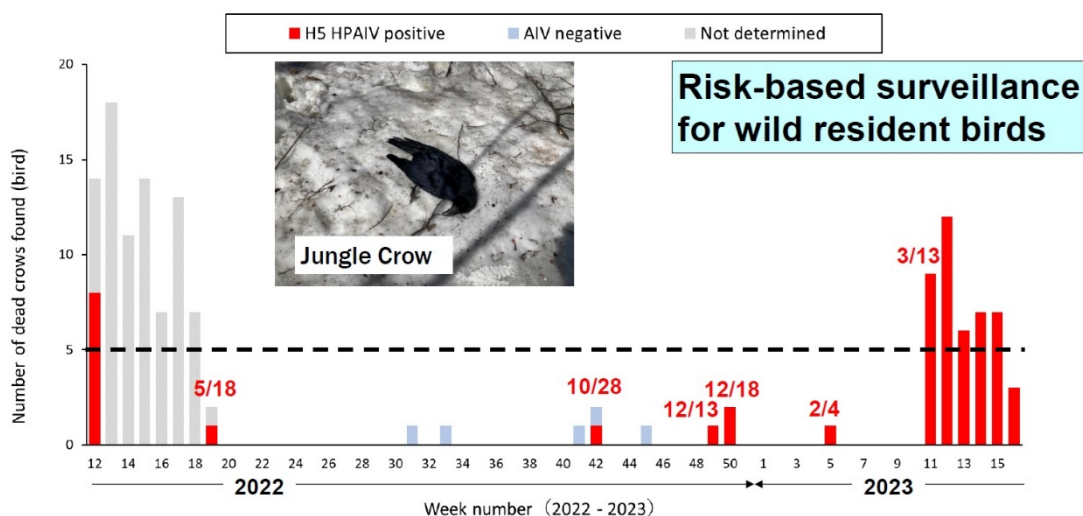 H5 HPAIV positive AIV negative Not determined
Risk-based surveillance
for wild resident birds
Jungle Crow
Number of dead crows found (bird)
20
15
10
5
0
5/18
10/28
12/13
12/18
2/4
3/13
12 14 16 18 20 22 24 26 28 30 32 34 36 38 40 42 44 46 48 50 1 3 5 7 9 11 13 15
2022 2023
Week number (2022 - 2023)